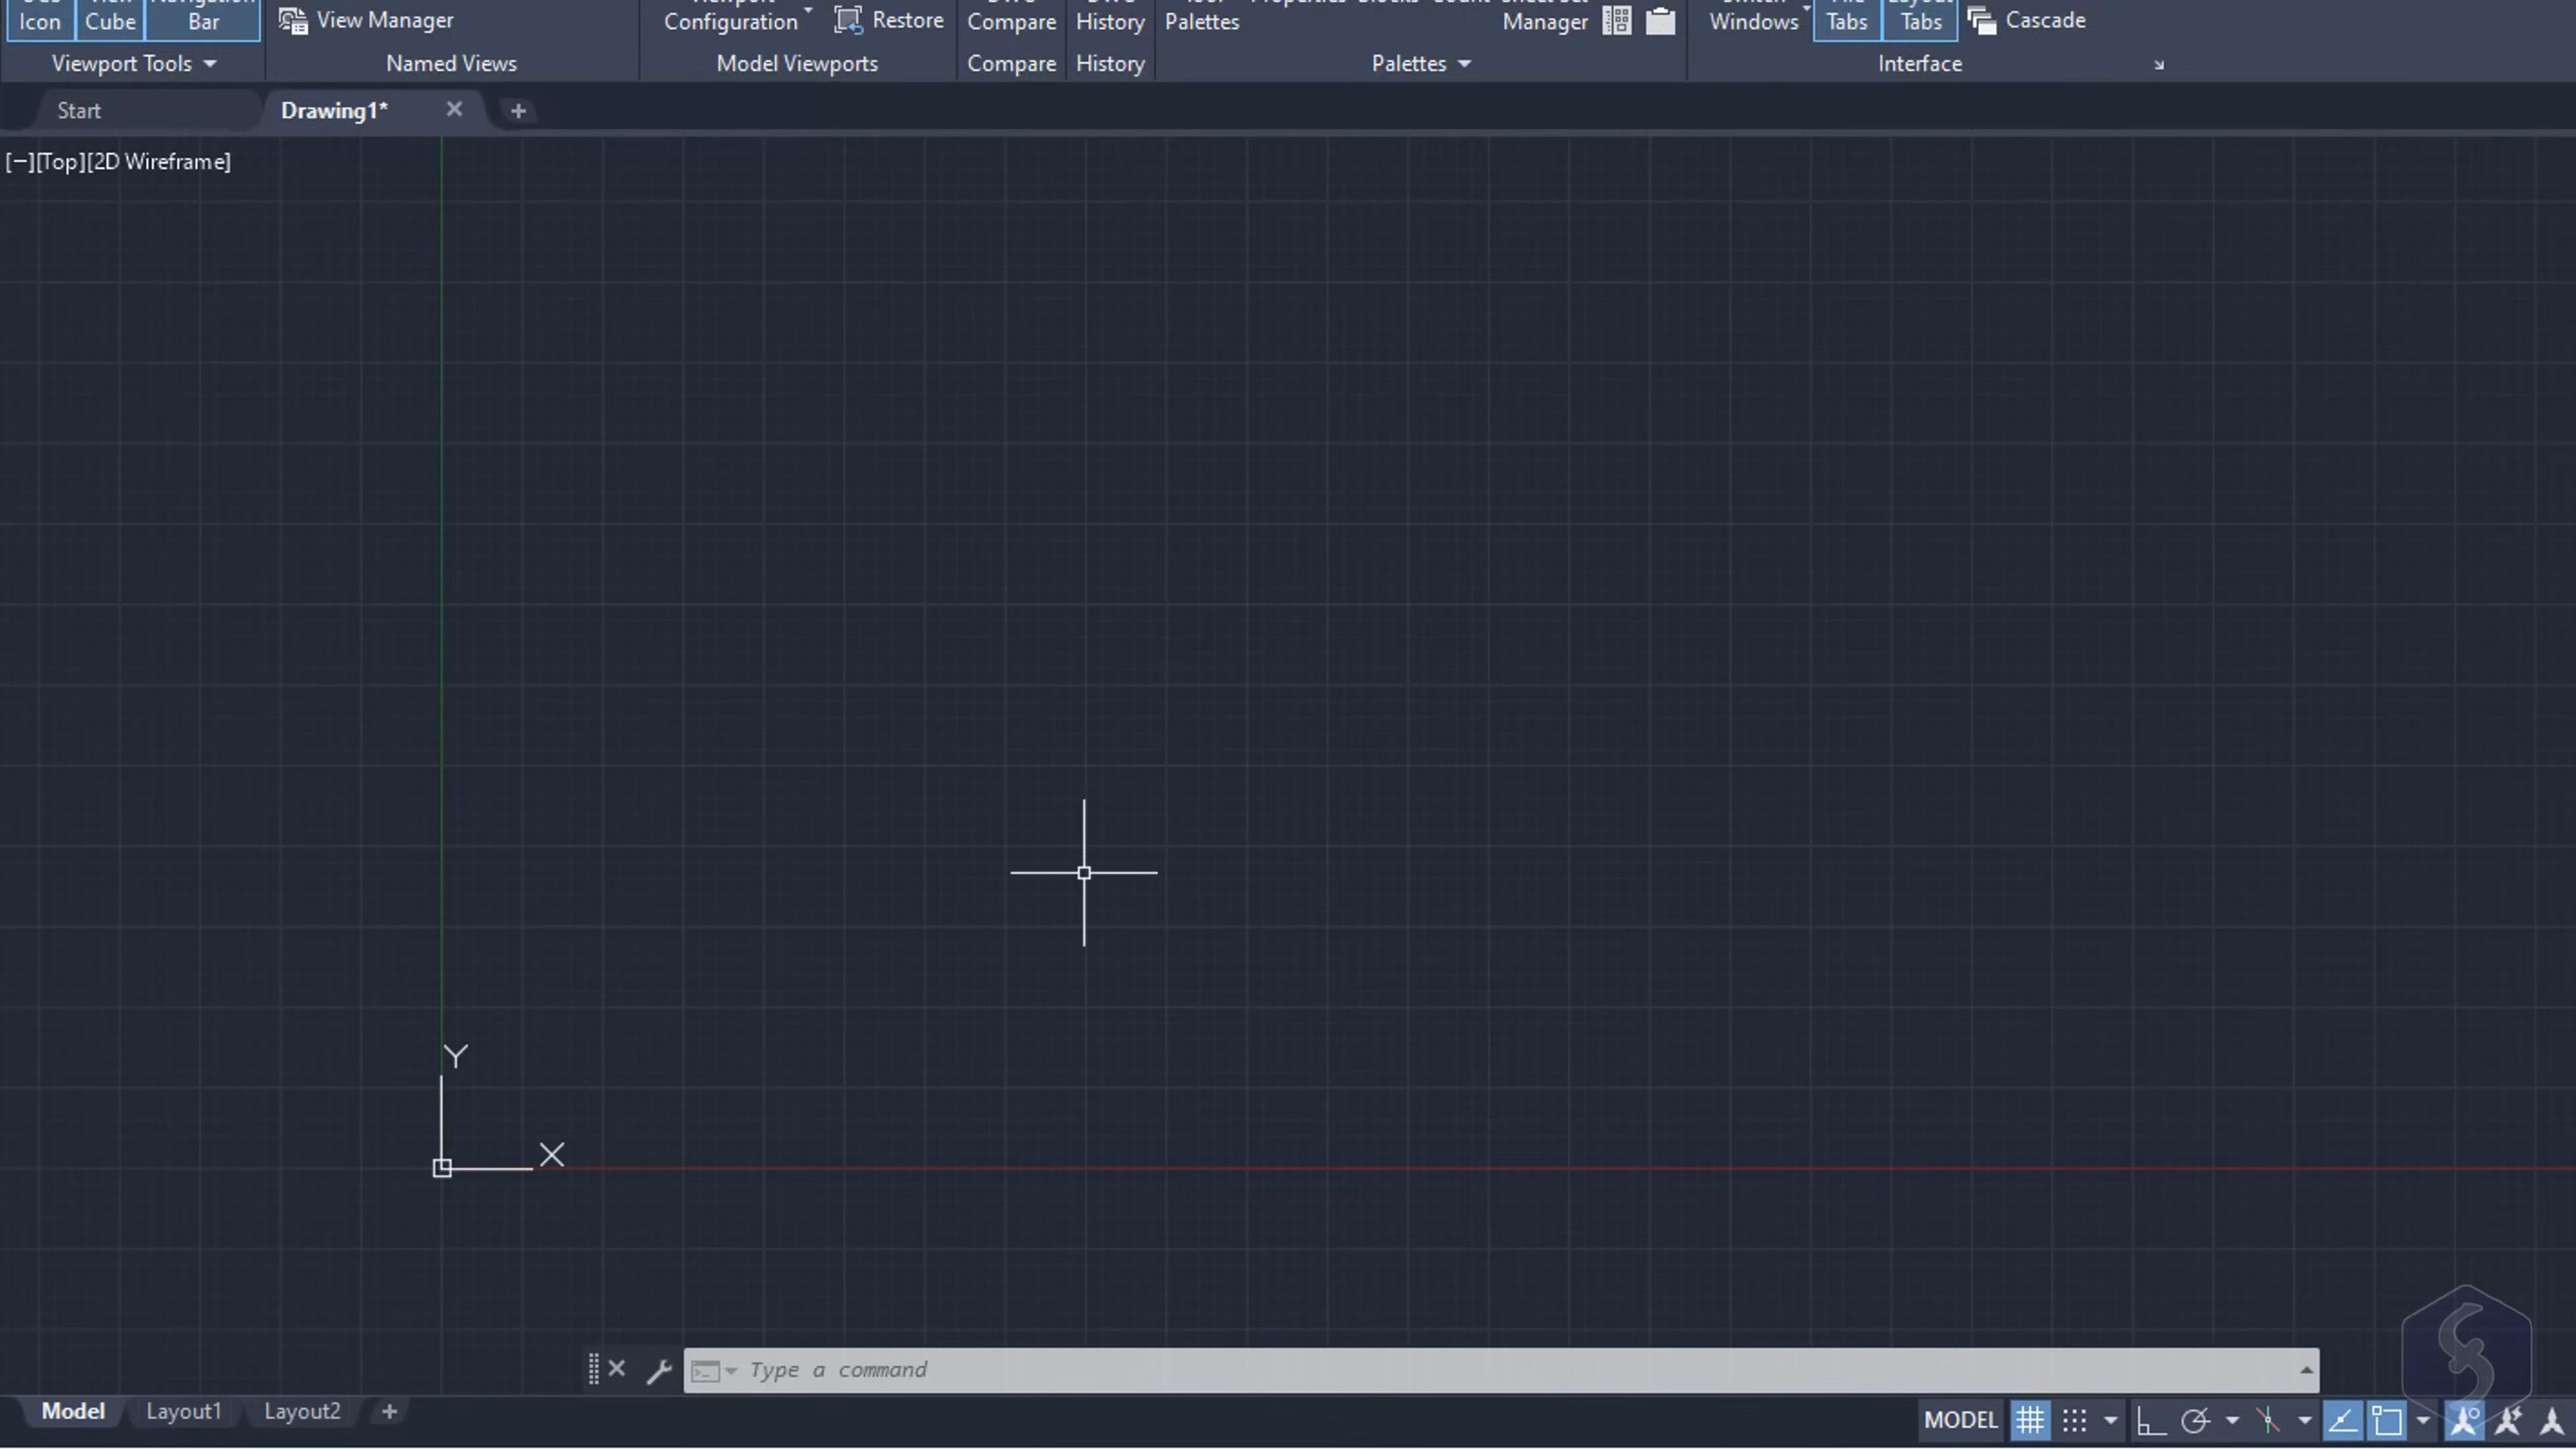 Icon Cube Bar View Manager Configuration Restore Compare History Palettes Manager Windows Tabs Tabs Cascade
Viewport Tools Named Views Model Viewports Compare History Palettes Interface
Start Drawing1* +
[−][Top][2D Wireframe]
Y
X
Type a command
Model Layout1 Layout2 + MODEL